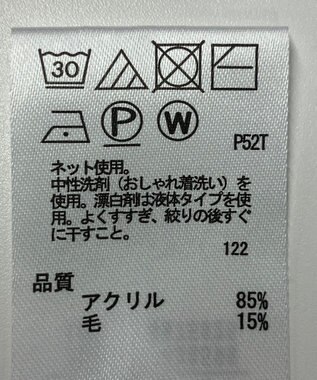 30
P W
P52T
ネット使用。
中性洗剤（おしゃれ着洗い）を
使用。漂白剤は液体タイプを使
用。よくすすぎ、絞りの後すぐ
に干すこと。
122
品質
アクリル 85%
毛 15%